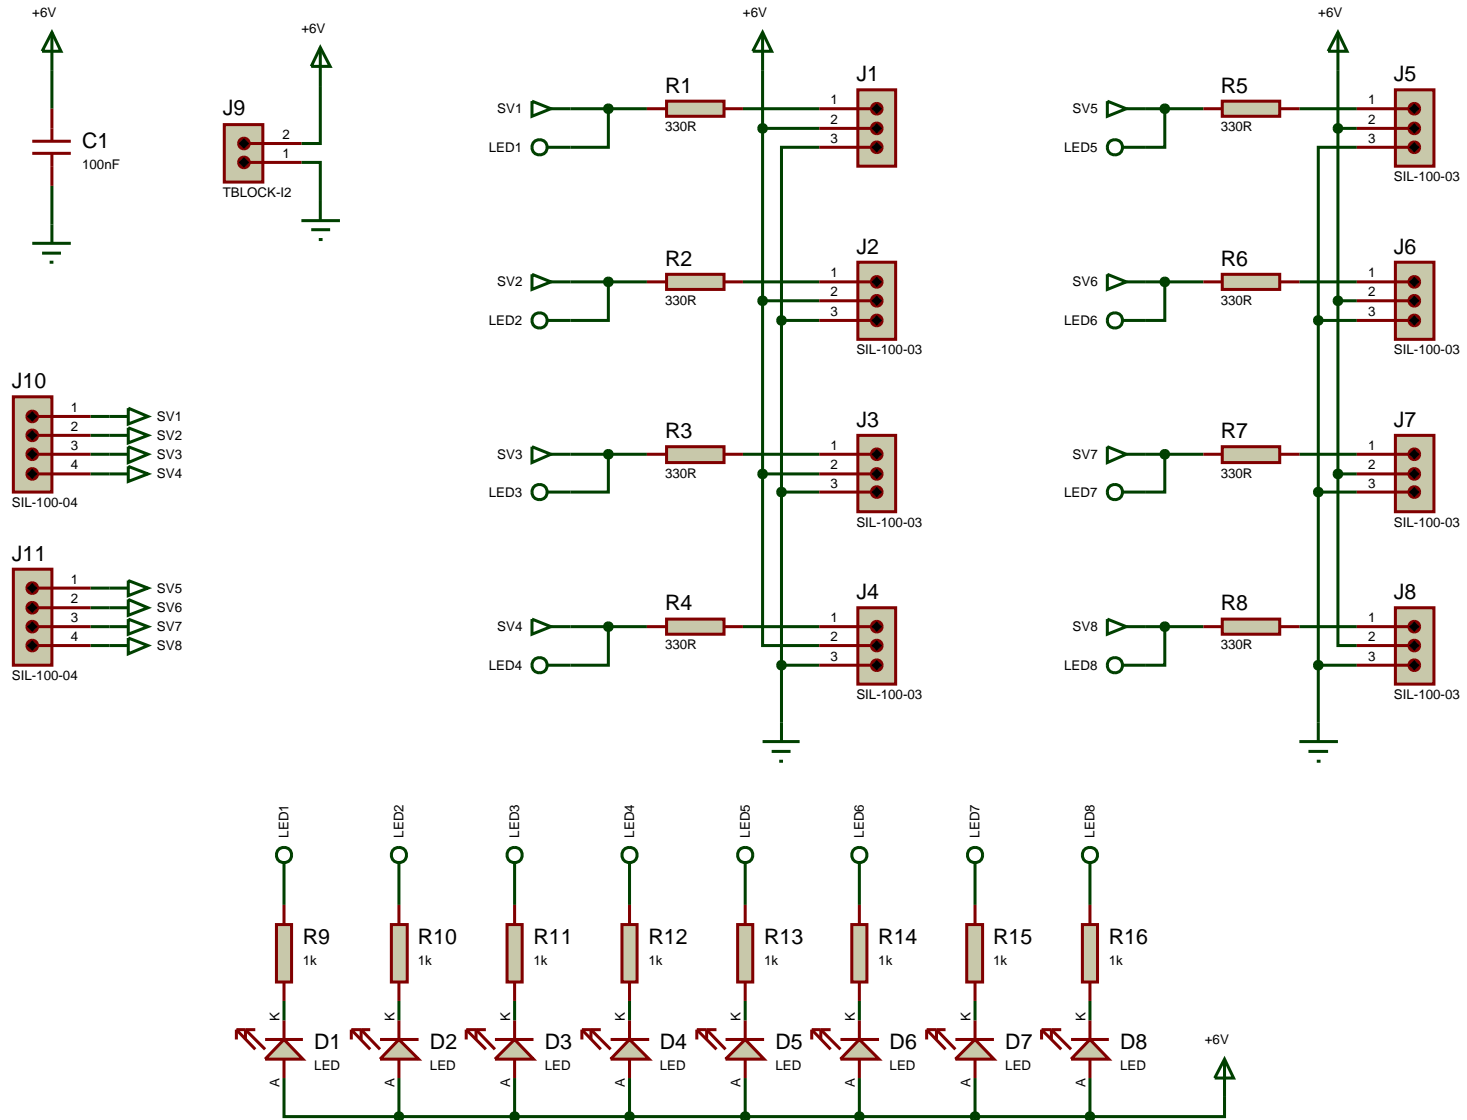 +6V
+6V
+6V
+6V
C1
100nF
J9
2
1
TBLOCK-I2
SV1
LED1
R1
330R
J1
1
2
3
SV5
LED5
R5
330R
J5
1
2
3
SIL-100-03
SV2
LED2
R2
330R
J2
1
2
3
SIL-100-03
SV6
LED6
R6
330R
J6
1
2
3
SIL-100-03
J10
1
2
3
4
SV1
SV2
SV3
SV4
SIL-100-04
SV3
LED3
R3
330R
J3
1
2
3
SIL-100-03
SV7
LED7
R7
330R
J7
1
2
3
SIL-100-03
J11
1
2
3
4
SV5
SV6
SV7
SV8
SIL-100-04
SV4
LED4
R4
330R
J4
1
2
3
SIL-100-03
SV8
LED8
R8
330R
J8
1
2
3
SIL-100-03
LED1
LED2
LED3
LED4
LED5
LED6
LED7
LED8
R9
1k
R10
1k
R11
1k
R12
1k
R13
1k
R14
1k
R15
1k
R16
1k
K
K
K
K
K
K
K
K
D1
LED
D2
LED
D3
LED
D4
LED
D5
LED
D6
LED
D7
LED
D8
LED
A
A
A
A
A
A
A
A
+6V